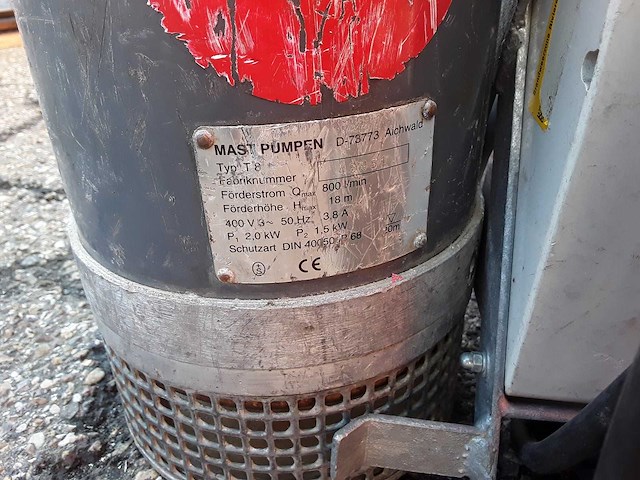 MAST PUMPEN D-73773 Aichwald
Typ T 8
Fabriknummer
Förderstrom Qmax 800 l/min
Förderhöhe Hmax 18 m
400 V 3~ 50 Hz 3,8 A
P1 2,0 kW P2 1,5 kW
Schutzart DIN 40050 IP 68
CE